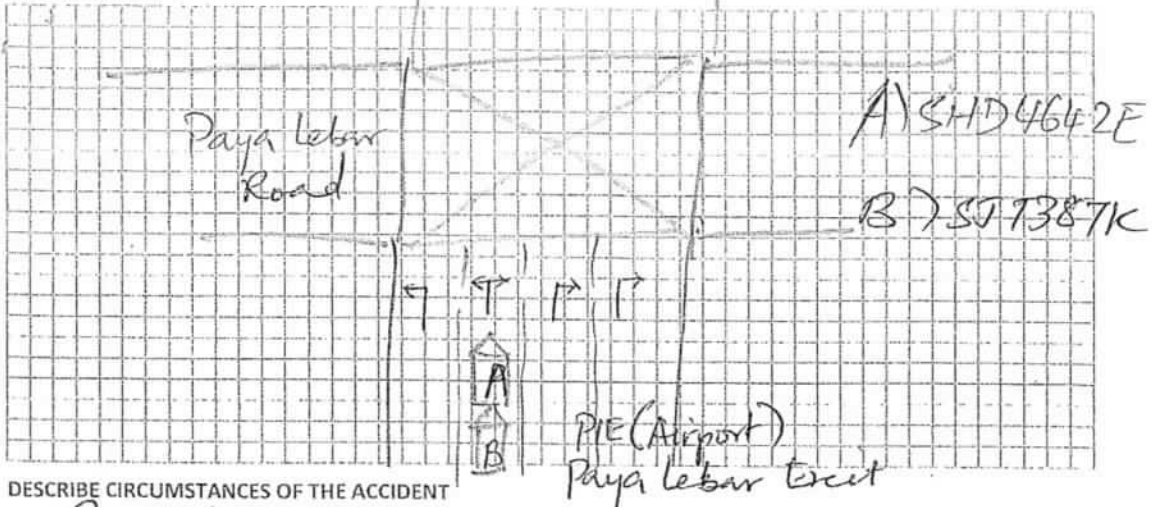 Paya Lebar
Road
A) SHD4642E
B) SJT387K
A
B
PIE (Airport)
Paya Lebar Exit
DESCRIBE CIRCUMSTANCES OF THE ACCIDENT